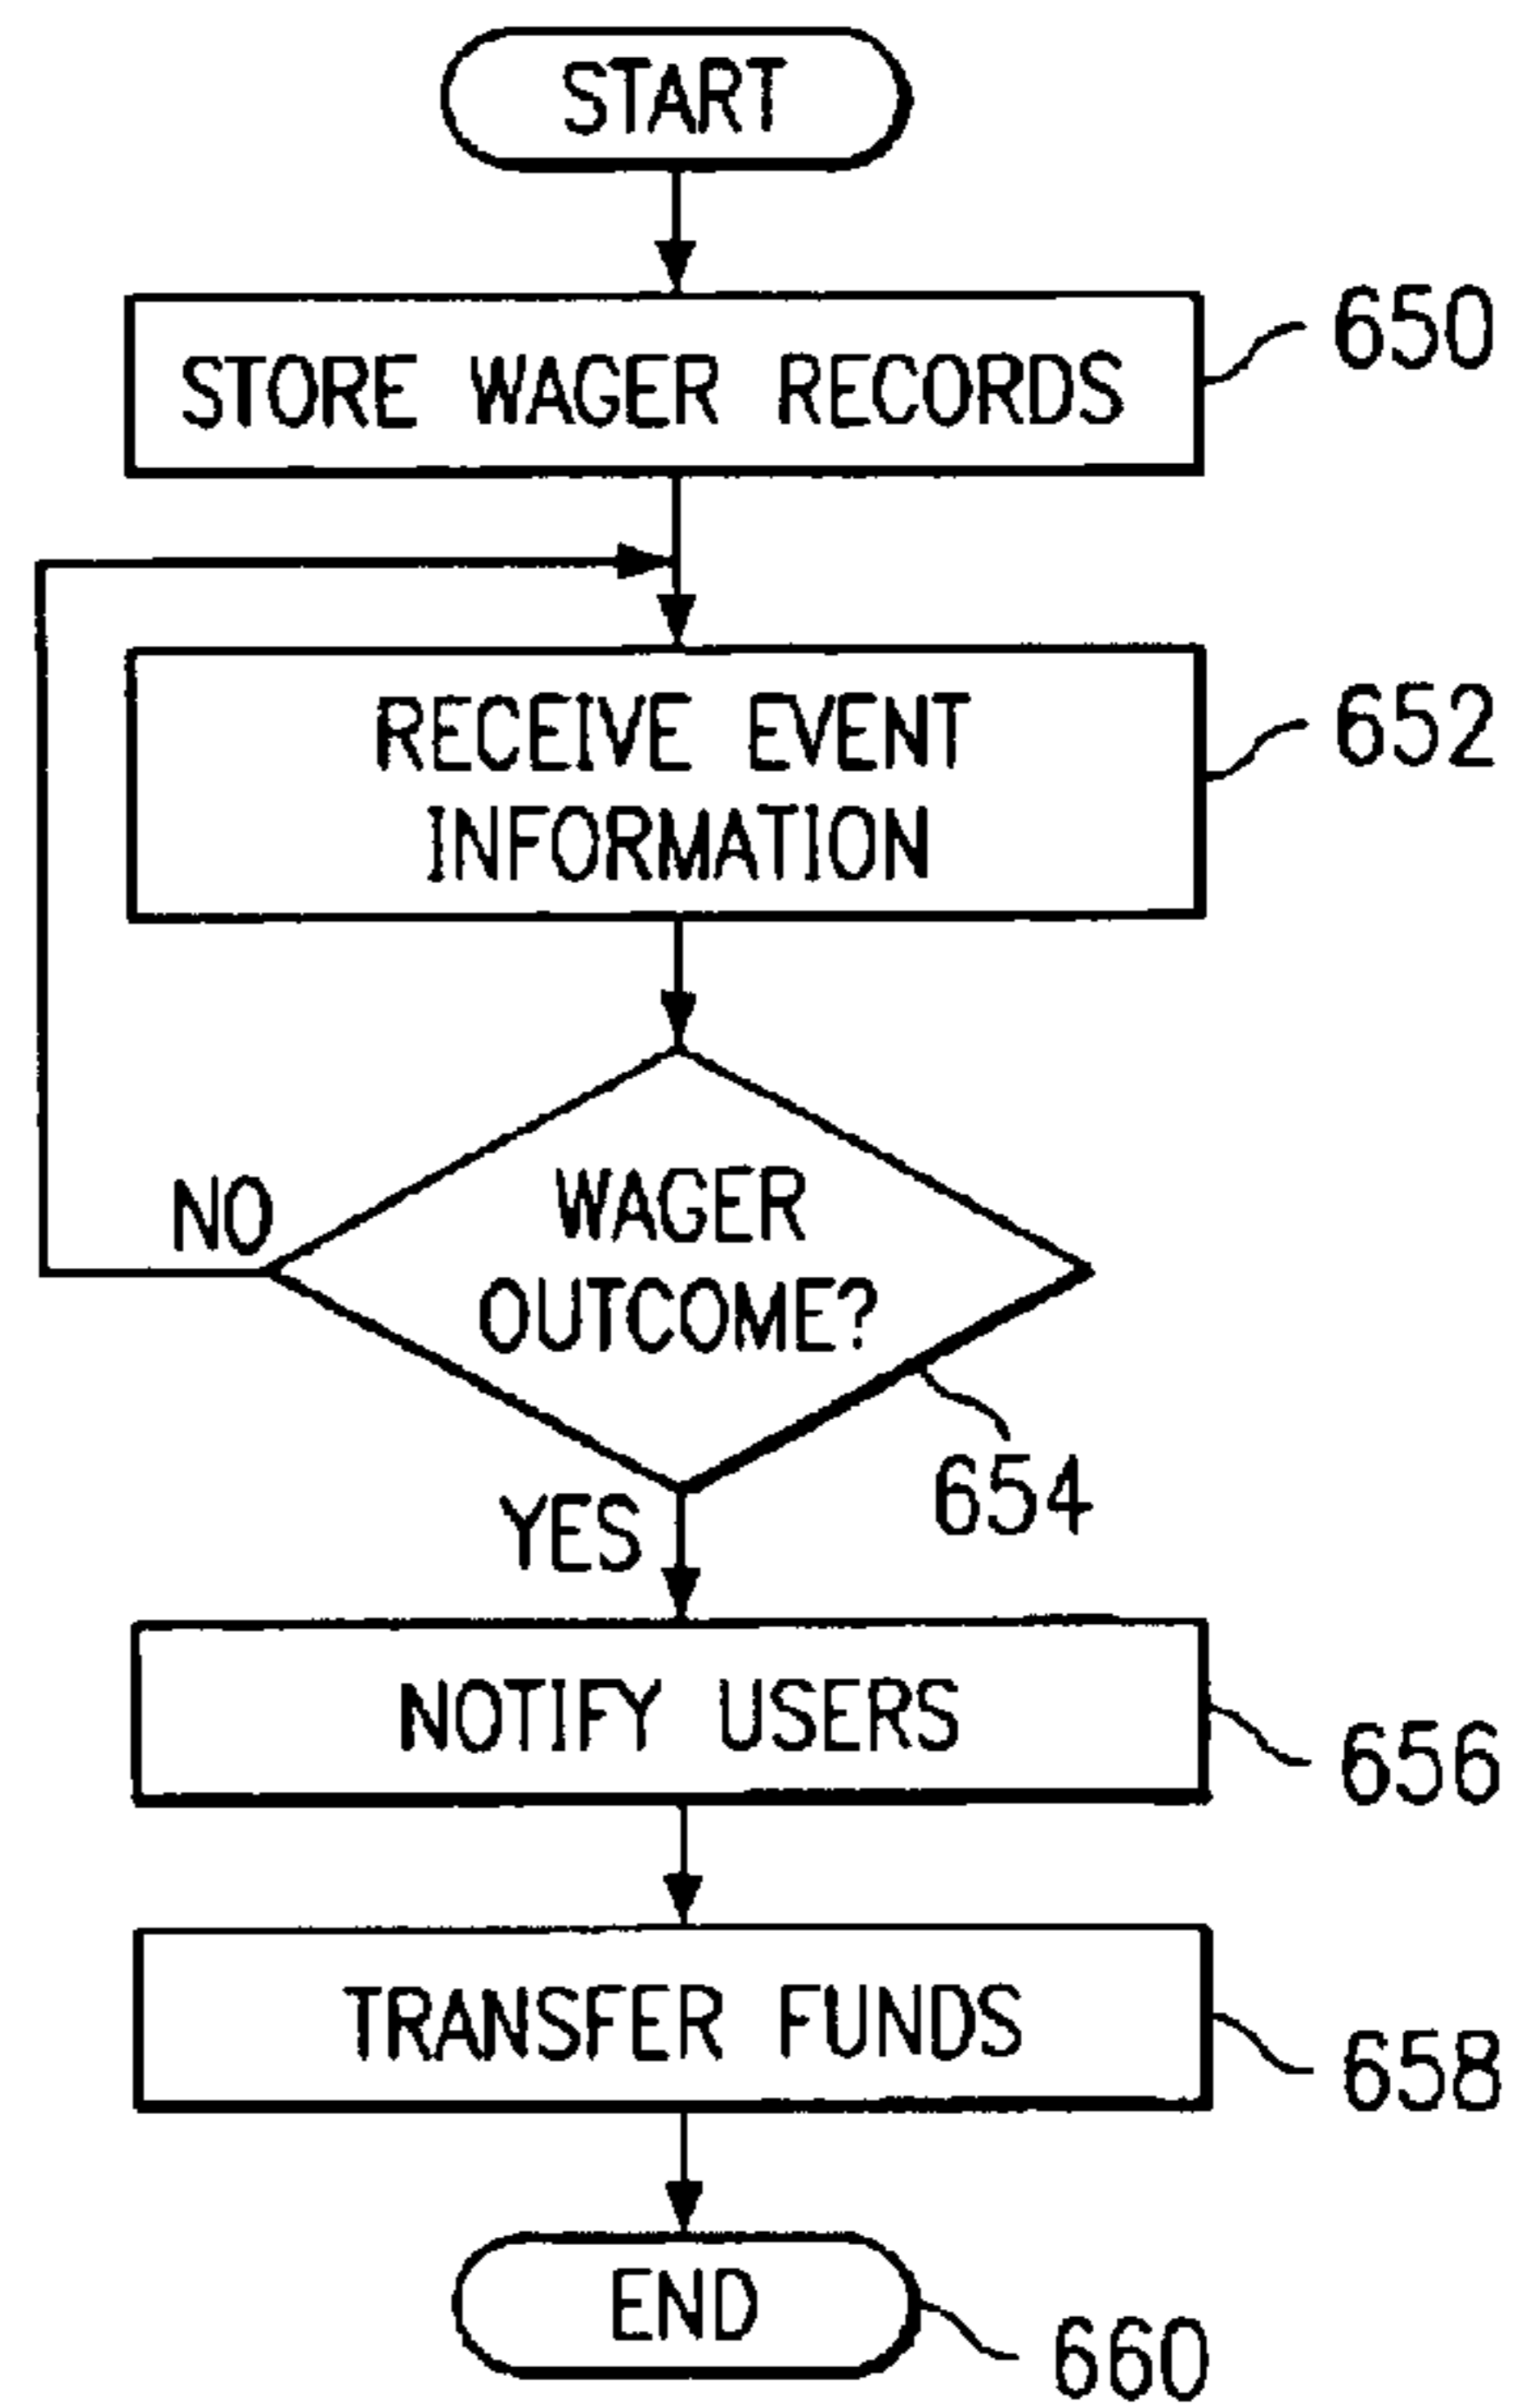 START
STORE WAGER RECORDS
650
RECEIVE EVENT
INFORMATION
652
WAGER
OUTCOME?
NO
654
YES
NOTIFY USERS
656
TRANSFER FUNDS
658
END
660